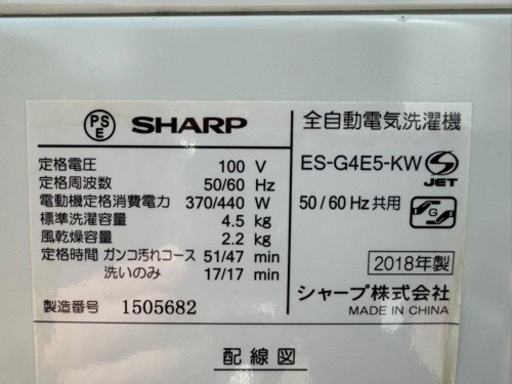 PSE SHARP
全自動電気洗濯機
ES-G4E5-KW S JET
定格電圧 100 V
定格周波数 50/60 Hz
電動機定格消費電力 370/440 W
標準洗濯容量 4.5 kg
風乾燥容量 2.2 kg
定格時間 ガンコ汚れコース 51/47 min
洗いのみ 17/17 min
製造番号 1505682
50/60 Hz 共用
G
2018年製
シャープ株式会社
MADE IN CHINA
配線図